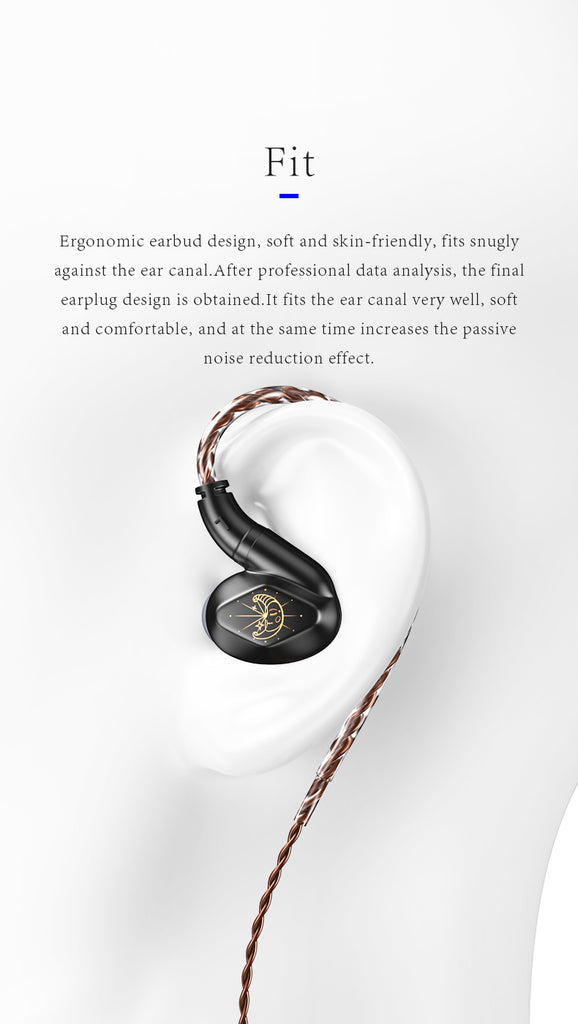 Fit
Ergonomic earbud design, soft and skin-friendly, fits snugly
against the ear canal.After professional data analysis, the final
earplug design is obtained.It fits the ear canal very well, soft
and comfortable, and at the same time increases the passive
noise reduction effect.